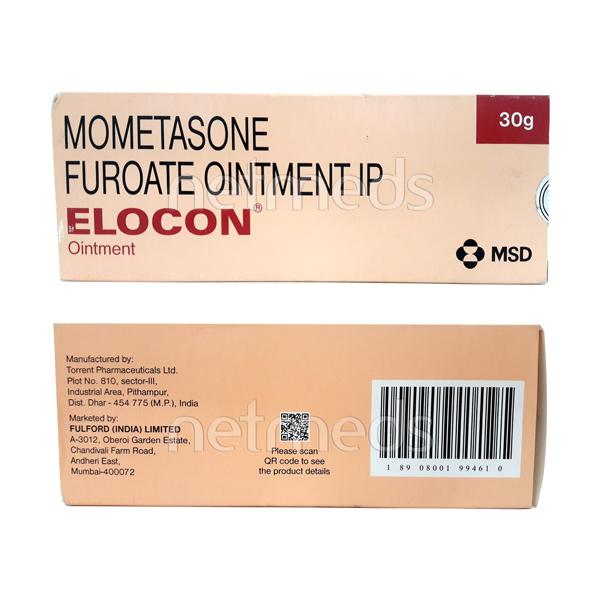 MOMETASONE
FUROATE OINTMENT IP
ELOCON®
Ointment
30g
MSD
netmeds
Manufactured by:
Torrent Pharmaceuticals Ltd.
Plot No. 810, sector-III,
Industrial Area, Pithampur,
Dist. Dhar - 454 775 (M.P.), India
Marketed by:
FULFORD (INDIA) LIMITED
A-3012, Oberoi Garden Estate,
Chandivali Farm Road,
Andheri East,
Mumbai-400072
Please scan
QR code to see
the product details
1 89 08001 99461 0
netmeds